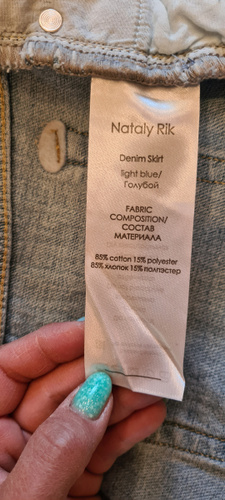 Nataly Rik
Denim Skirt
light blue/
Голубой
FABRIC
COMPOSITION/
СОСТАВ
МАТЕРИАЛА
85% cotton 15% polyester
85% хлопок 15% полиэстер